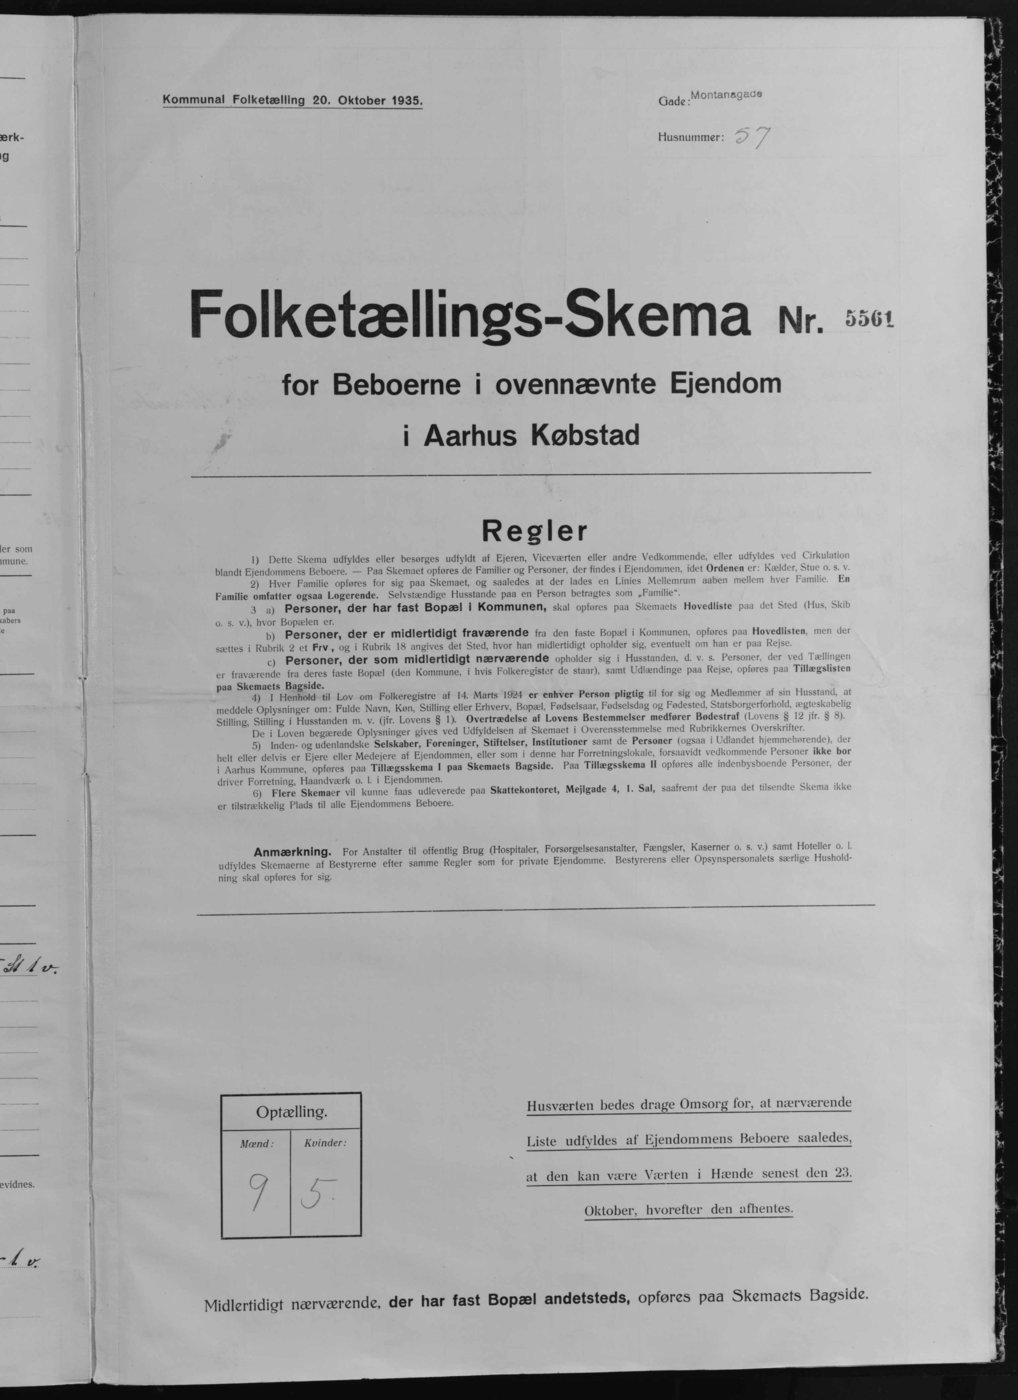 Kommunal Folketælling 20. Oktober 1935.
Gade: Montanagade
Husnummer: 57
Folketællings-Skema Nr. 5561
for Beboerne i ovennævnte Ejendom
i Aarhus Købstad
Regler
1) Dette Skema udfyldes eller besørges udfyldt af Ejeren, Viceværten eller andre Vedkommende, eller udfyldes ved Cirkulation
blandt Ejendommens Beboere. — Paa Skemaet opføres de Familier og Personer, der findes i Ejendommen, idet Ordenen er: Kælder, Stue o. s. v.
2) Hver Familie opføres for sig paa Skemaet, og saaledes at der lades en Linies Mellemrum aaben mellem hver Familie. En
Familie omfatter ogsaa Logerende. Selvstændige Husstande paa en Person betragtes som „Familie“.
3 a) Personer, der har fast Bopæl i Kommunen, skal opføres paa Skemaets Hovedliste paa det Sted (Hus, Skib
o. s. v.), hvor Bopælen er.
b) Personer, der er midlertidigt fraværende fra den faste Bopæl i Kommunen, opføres paa Hovedlisten, men der
sættes i Rubrik 2 et Frv, og i Rubrik 18 angives det Sted, hvor han midlertidigt opholder sig, eventuelt om han er paa Rejse.
c) Personer, der som midlertidigt nærværende opholder sig i Husstanden, d. v. s. Personer, der ved Tællingen
er fraværende fra deres faste Bopæl (den Kommune, i hvis Folkeregister de staar), samt Udlændinge paa Rejse, opføres paa Tillægslisten
paa Skemaets Bagside.
4) I Henhold til Lov om Folkeregistre af 14. Marts 1924 er enhver Person pligtig til for sig og Medlemmer af sin Husstand, at
meddele Oplysninger om: Fulde Navn, Køn, Stilling eller Erhverv, Bopæl, Fødselsaar, Fødselsdag og Fødested, Statsborgerforhold, ægteskabelig
Stilling, Stilling i Husstanden m. v. (jfr. Lovens § 1). Overtrædelse af Lovens Bestemmelser medfører Bødestraf (Lovens § 12 jfr. § 8).
De i Loven begærede Oplysninger gives ved Udfyldelsen af Skemaet i Overensstemmelse med Rubrikkernes Overskrifter.
5) Inden- og udenlandske Selskaber, Foreninger, Stiftelser, Institutioner samt de Personer (ogsaa i Udlandet hjemmehørende), der
helt eller delvis er Ejere eller Medejere af Ejendommen, eller som i denne har Forretningslokale, forsaavidt vedkommende Personer ikke bor
i Aarhus Kommune, opføres paa Tillægsskema I paa Skemaets Bagside. Paa Tillægsskema II opføres alle indenbysboende Personer, der
driver Forretning, Haandværk o. l. i Ejendommen.
6) Flere Skemaer vil kunne faas udleverede paa Skattekontoret, Mejlgade 4, 1. Sal, saafremt der paa det tilsendte Skema ikke
er tilstrækkelig Plads til alle Ejendommens Beboere.
Anmærkning. For Anstalter til offentlig Brug (Hospitaler, Forsørgelsesanstalter, Fængsler, Kaserner o. s. v.) samt Hoteller o. l.
udfyldes Skemaerne af Bestyrerne efter samme Regler som for private Ejendomme. Bestyrerens eller Opsynspersonalets særlige Hushold-
ning skal opføres for sig.
Optælling.
Mænd: Kvinder:
9 5.
Husværten bedes drage Omsorg for, at nærværende
Liste udfyldes af Ejendommens Beboere saaledes,
at den kan være Værten i Hænde senest den 23.
Oktober, hvorefter den afhentes.
Midlertidigt nærværende, der har fast Bopæl andetsteds, opføres paa Skemaets Bagside.